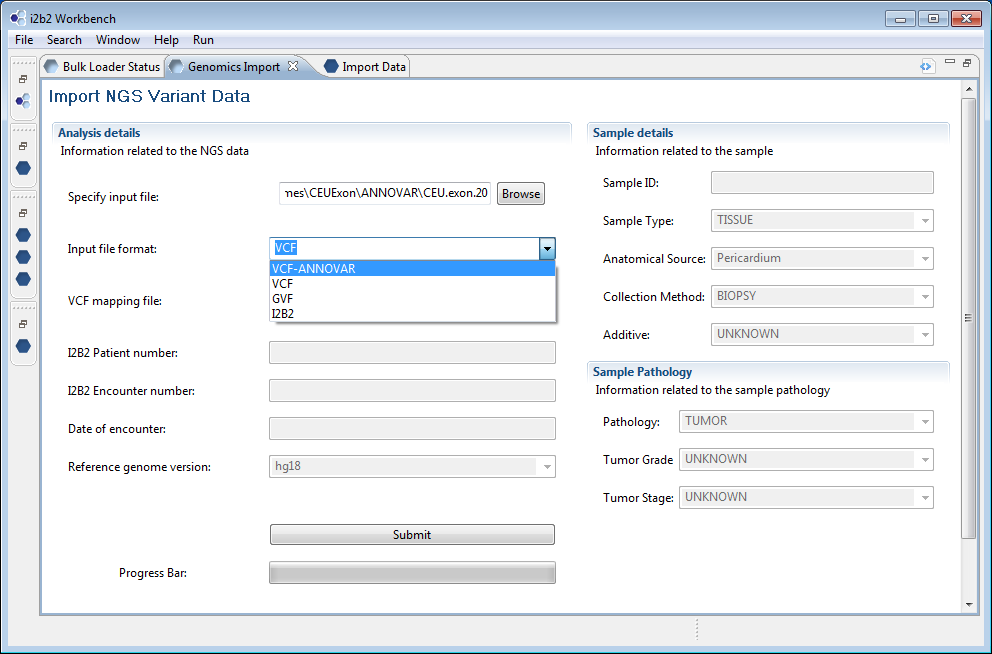 i2b2 Workbench
File Search Window Help Run
Bulk Loader Status Genomics Import Import Data
Import NGS Variant Data
Analysis details
Information related to the NGS data
Specify input file: mes\CEUExon\ANNOVAR\CEU.exon.20 Browse
Input file format: VCF
VCF-ANNOVAR
VCF
GVF
I2B2
VCF mapping file:
I2B2 Patient number:
I2B2 Encounter number:
Date of encounter:
Reference genome version: hg18
Submit
Progress Bar:
Sample details
Information related to the sample
Sample ID:
Sample Type: TISSUE
Anatomical Source: Pericardium
Collection Method: BIOPSY
Additive: UNKNOWN
Sample Pathology
Information related to the sample pathology
Pathology: TUMOR
Tumor Grade UNKNOWN
Tumor Stage: UNKNOWN